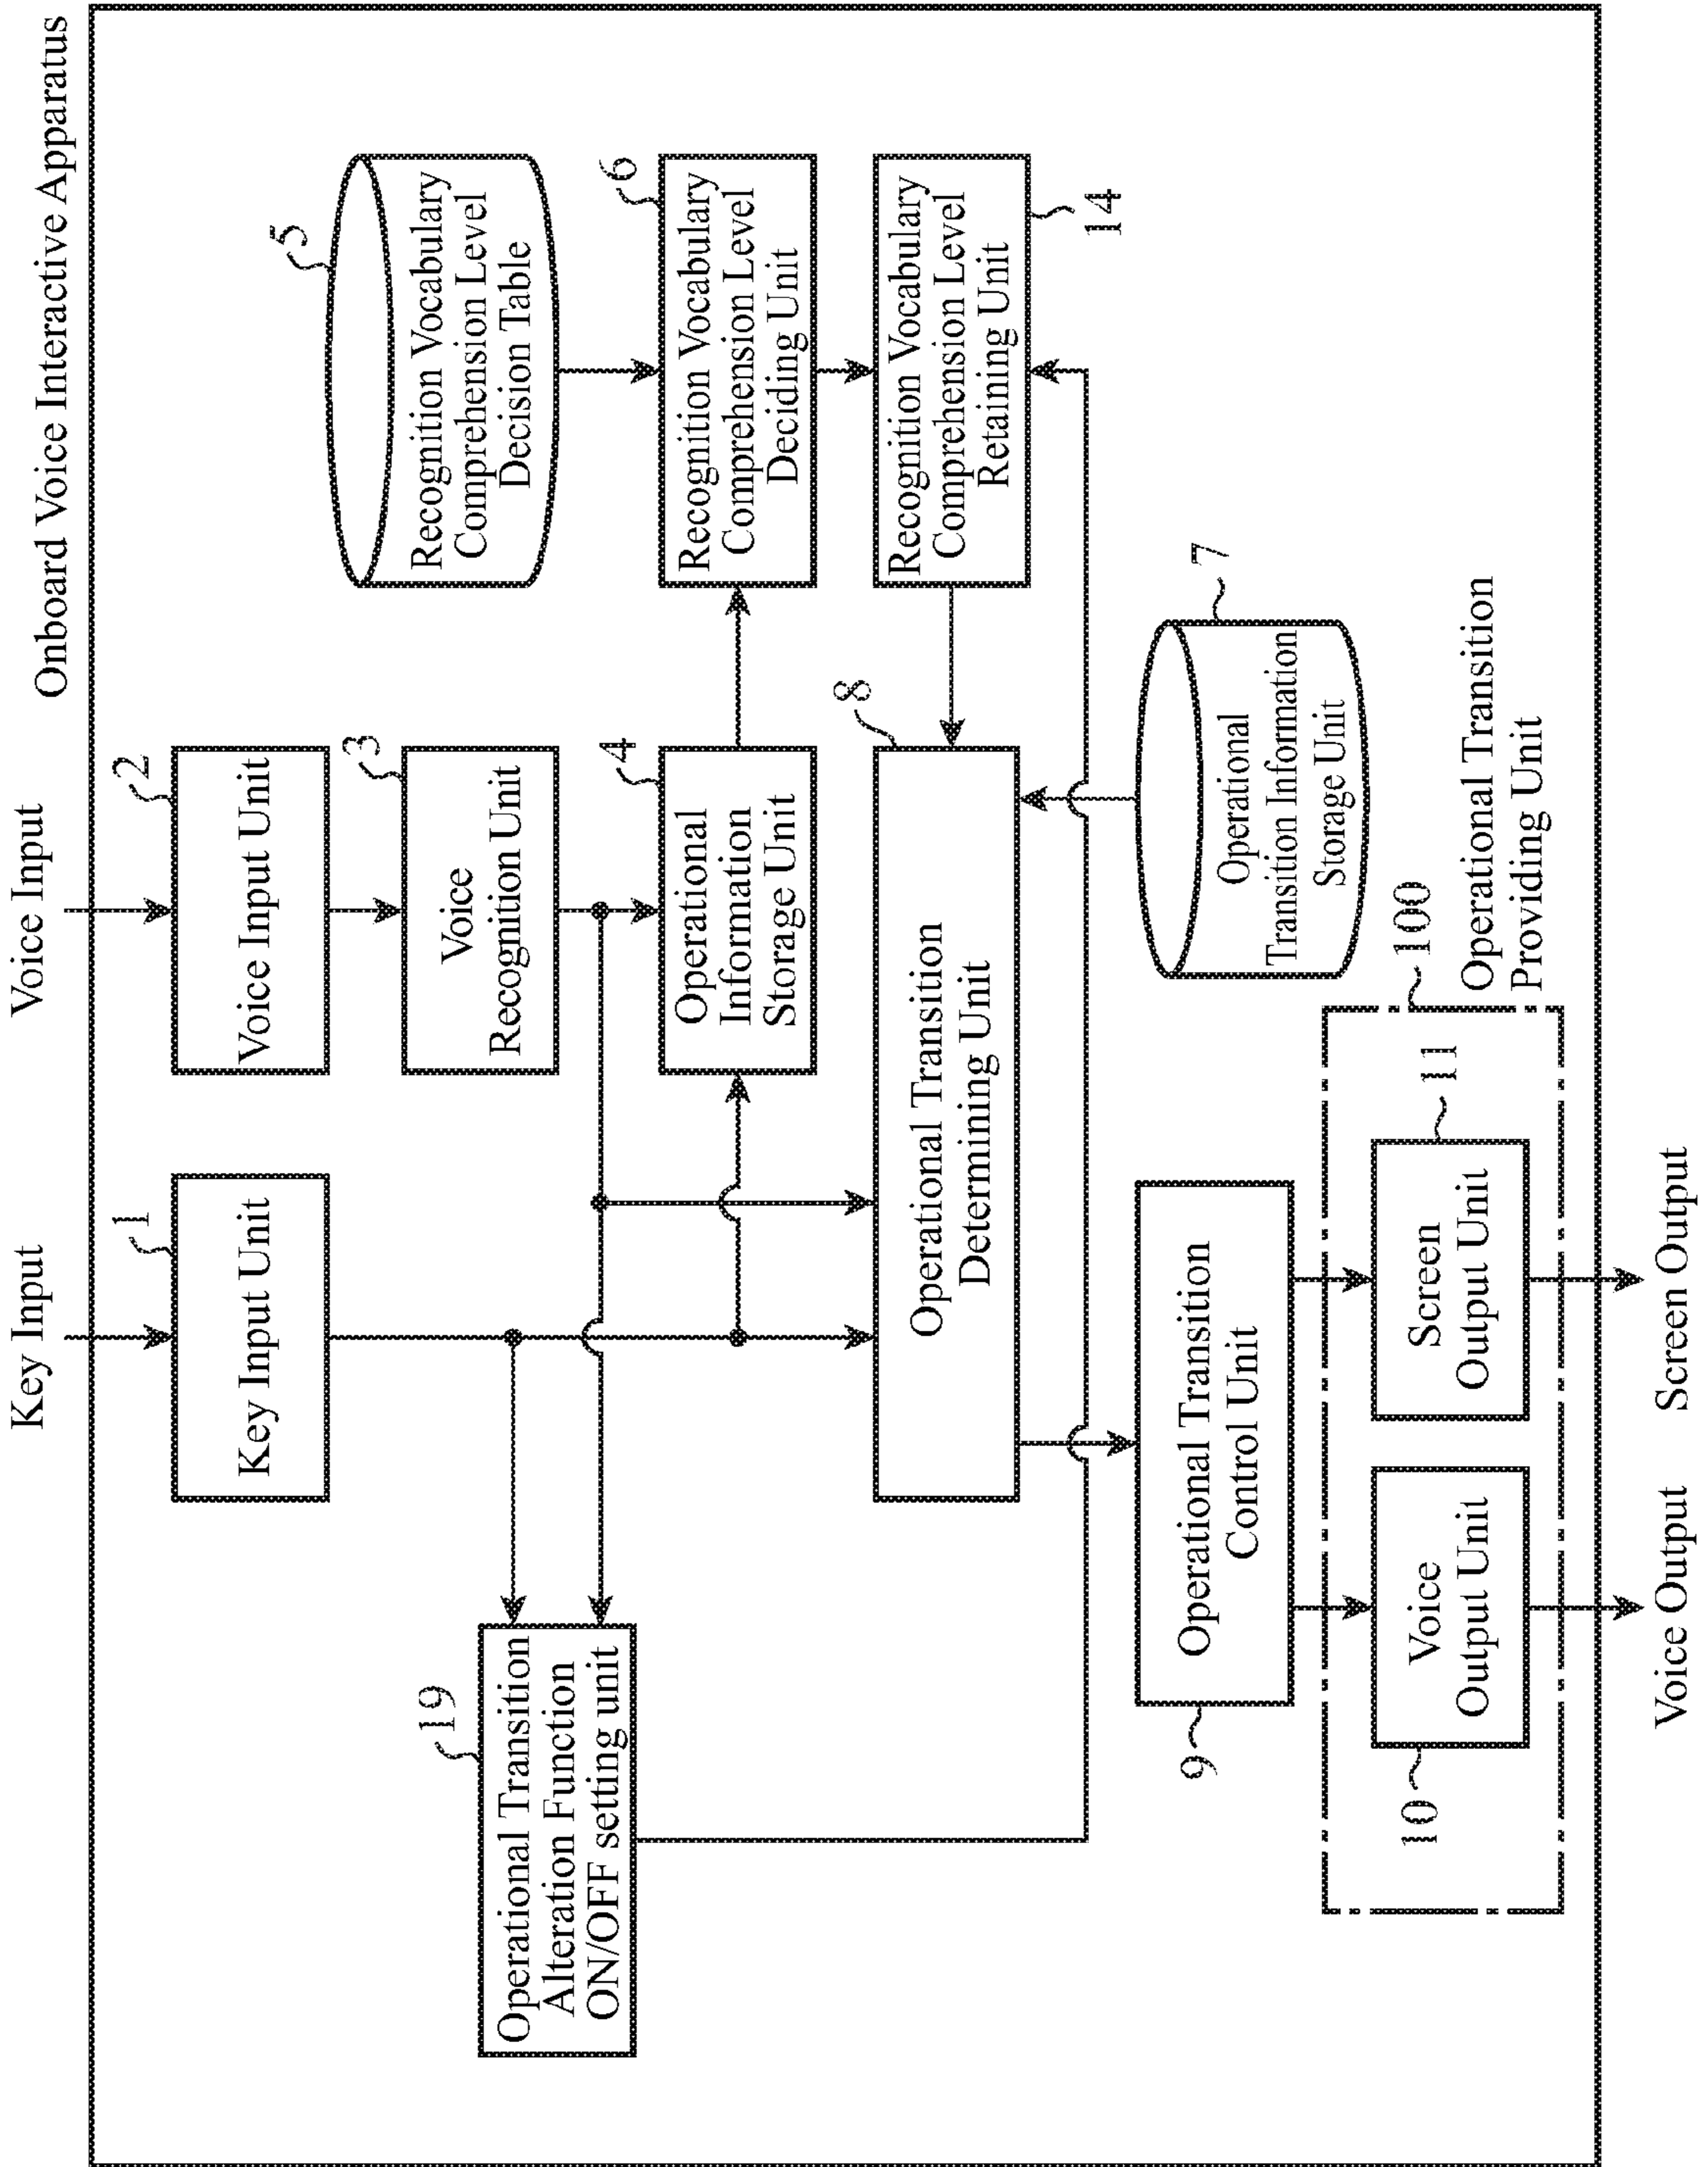 Onboard Voice Interactive Apparatus
Key Input
Voice Input
1
Key Input Unit
2
Voice Input Unit
3
Voice
Recognition Unit
5
Recognition Vocabulary
Comprehension Level
Decision Table
19
Operational Transition
Alteration Function
ON/OFF setting unit
4
Operational
Information
Storage Unit
6
Recognition Vocabulary
Comprehension Level
Deciding Unit
8
Operational Transition
Determining Unit
Recognition Vocabulary
Comprehension Level
Retaining Unit
14
9
Operational Transition
Control Unit
7
Operational
Transition Information
Storage Unit
10
Voice
Output Unit
Screen
Output Unit
11
100
Operational Transition
Providing Unit
Voice Output
Screen Output